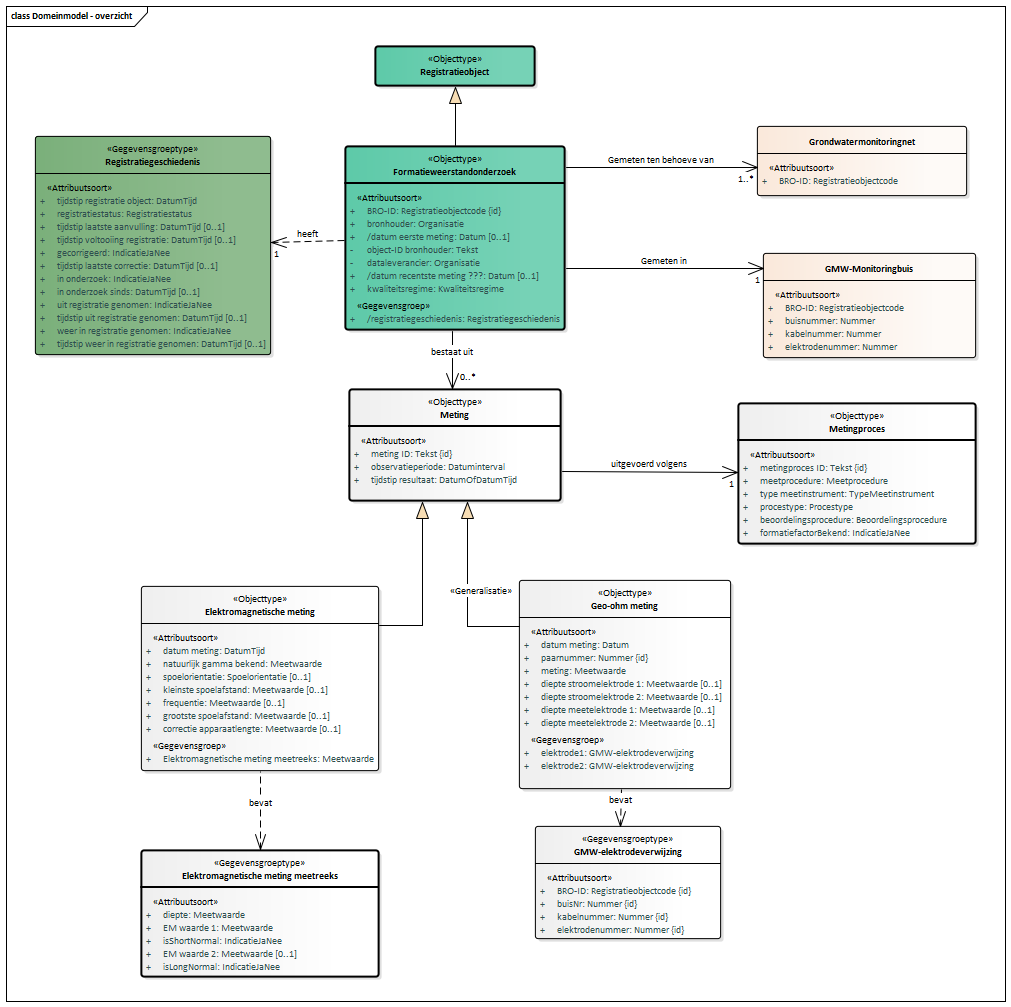 class Domeinmodel - overzicht
«Objecttype»
Registratieobject
«Gegevensgroeptype»
Registratiegeschiedenis
«Attribuutsoort»
+ tijdstip registratie object: DatumTijd
+ registratiestatus: Registratiestatus
+ tijdstip laatste aanvulling: DatumTijd [0..1]
+ tijdstip voltooiing registratie: DatumTijd [0..1]
+ gecorrigeerd: IndicatieJaNee
+ tijdstip laatste correctie: DatumTijd [0..1]
+ in onderzoek: IndicatieJaNee
+ in onderzoek sinds: DatumTijd [0..1]
+ uit registratie genomen: IndicatieJaNee
+ tijdstip uit registratie genomen: DatumTijd [0..1]
+ weer in registratie genomen: IndicatieJaNee
+ tijdstip weer in registratie genomen: DatumTijd [0..1]
heeft
1
«Objecttype»
Formatieweerstandonderzoek
«Attribuutsoort»
+ BRO-ID: Registratieobjectcode {id}
+ bronhouder: Organisatie
+ /datum eerste meting: Datum [0..1]
- object-ID bronhouder: Tekst
- dataleverancier: Organisatie
+ /datum recentste meting ???: Datum [0..1]
+ kwaliteitsregime: Kwaliteitsregime
«Gegevensgroep»
+ /registratiegeschiedenis: Registratiegeschiedenis
Gemeten ten behoeve van
1..*
Grondwatermonitoringnet
«Attribuutsoort»
+ BRO-ID: Registratieobjectcode
Gemeten in
1
GMW-Monitoringbuis
«Attribuutsoort»
+ BRO-ID: Registratieobjectcode
+ buisnummer: Nummer
+ kabelnummer: Nummer
+ elektrodenummer: Nummer
bestaat uit
0..*
«Objecttype»
Meting
«Attribuutsoort»
+ meting ID: Tekst {id}
+ observatieperiode: Datuminterval
+ tijdstip resultaat: DatumOfDatumTijd
uitgevoerd volgens
1
«Objecttype»
Metingproces
«Attribuutsoort»
+ metingproces ID: Tekst {id}
+ meetprocedure: Meetprocedure
+ type meetinstrument: TypeMeetinstrument
+ procestype: Procestype
+ beoordelingsprocedure: Beoordelingsprocedure
+ formatiefactorBekend: IndicatieJaNee
«Generalisatie»
«Objecttype»
Elektromagnetische meting
«Attribuutsoort»
+ datum meting: DatumTijd
+ natuurlijk gamma bekend: Meetwaarde
+ spoelorientatie: Spoelorientatie [0..1]
+ kleinste spoelafstand: Meetwaarde [0..1]
+ frequentie: Meetwaarde [0..1]
+ grootste spoelafstand: Meetwaarde [0..1]
+ correctie apparaatlengte: Meetwaarde [0..1]
«Gegevensgroep»
+ Elektromagnetische meting meetreeks: Meetwaarde
«Objecttype»
Geo-ohm meting
«Attribuutsoort»
+ datum meting: Datum
+ paarnummer: Nummer {id}
+ meting: Meetwaarde
+ diepte stroomelektrode 1: Meetwaarde [0..1]
+ diepte stroomelektrode 2: Meetwaarde [0..1]
+ diepte meetelektrode 1: Meetwaarde [0..1]
+ diepte meetelektrode 2: Meetwaarde [0..1]
«Gegevensgroep»
+ elektrode1: GMW-elektrodeverwijzing
+ elektrode2: GMW-elektrodeverwijzing
bevat
bevat
«Gegevensgroeptype»
Elektromagnetische meting meetreeks
«Attribuutsoort»
+ diepte: Meetwaarde
+ EM waarde 1: Meetwaarde
+ isShortNormal: IndicatieJaNee
+ EM waarde 2: Meetwaarde [0..1]
+ isLongNormal: IndicatieJaNee
«Gegevensgroeptype»
GMW-elektrodeverwijzing
«Attribuutsoort»
+ BRO-ID: Registratieobjectcode {id}
+ buisNr: Nummer {id}
+ kabelnummer: Nummer {id}
+ elektrodenummer: Nummer {id}